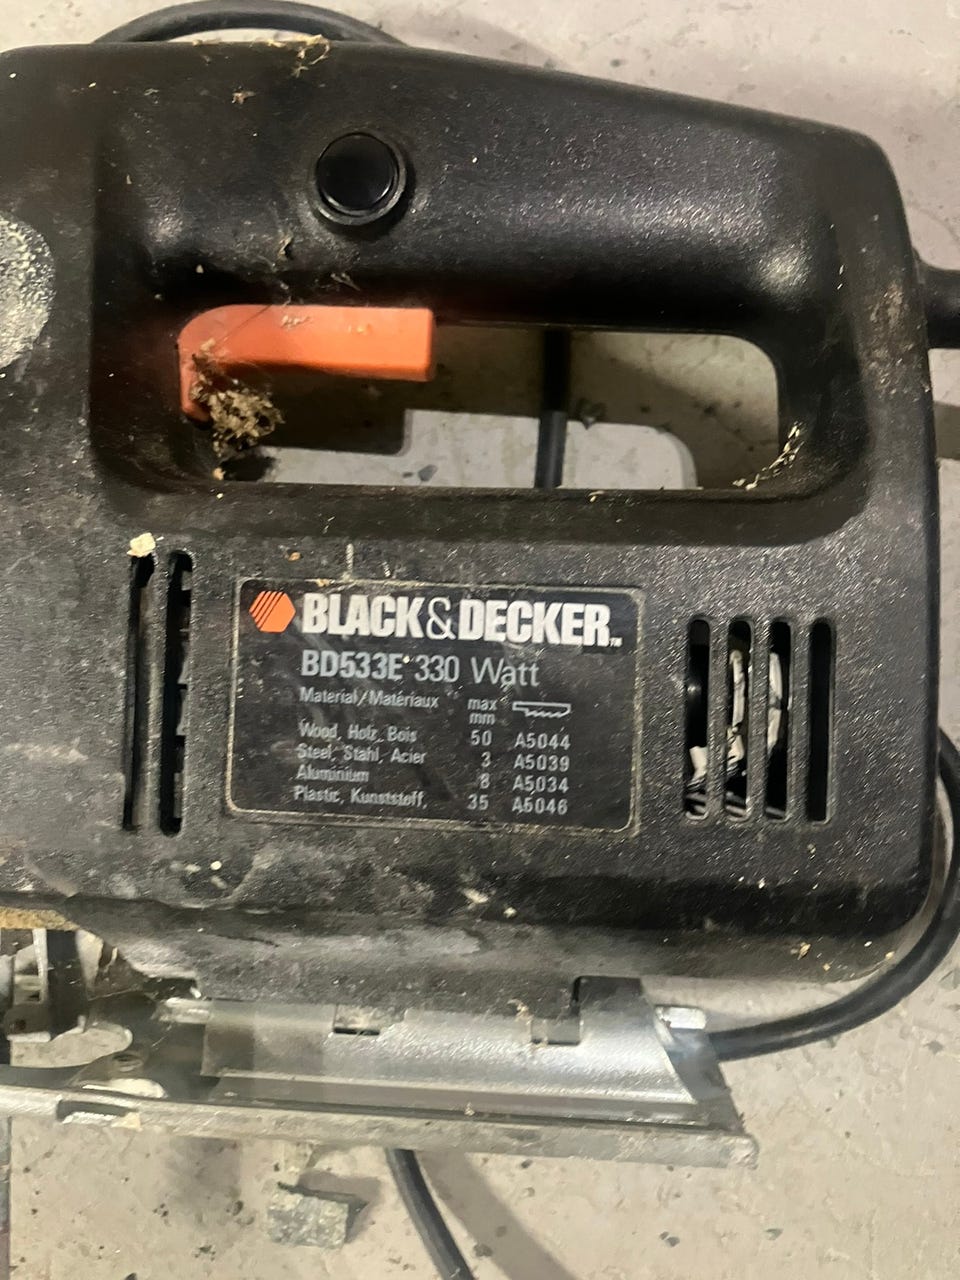 BLACK&DECKER™
BD533E 330 Watt
Material/Matériaux max mm
Wood, Holz, Bois 50 A5044
Steel, Stahl, Acier 3 A5039
Aluminium 8 A5034
Plastic, Kunststoff, 35 A5046